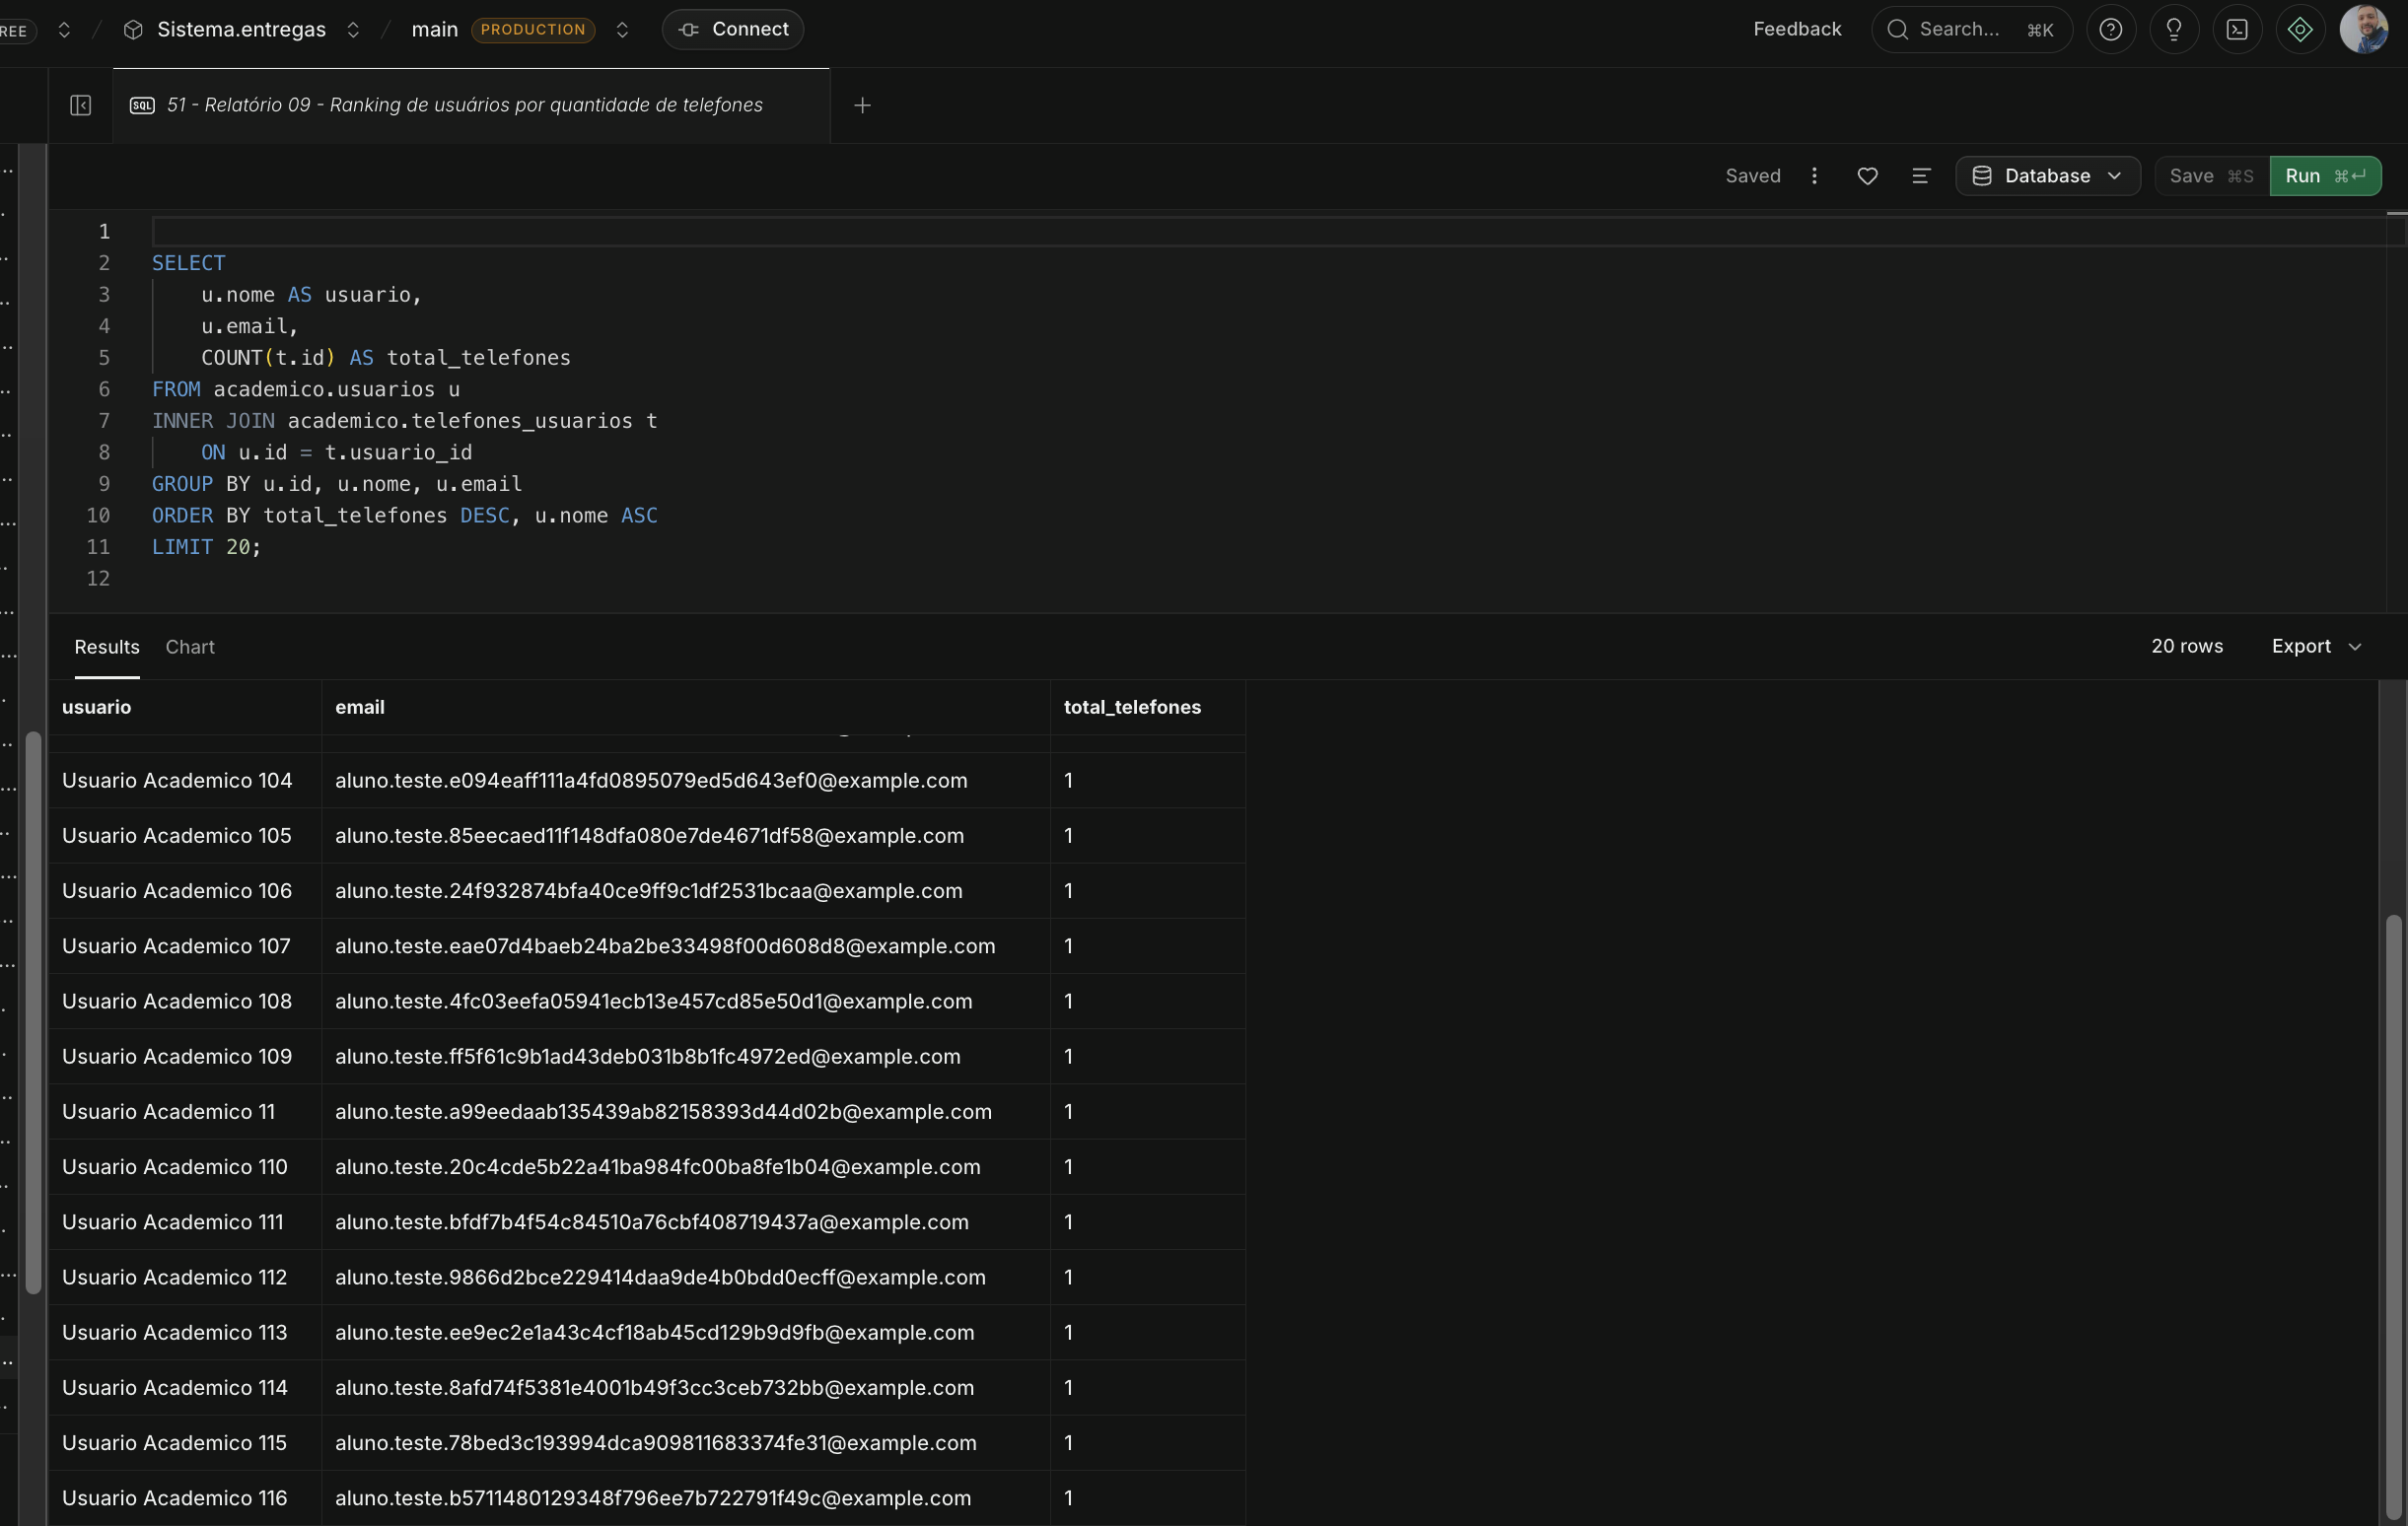 REE
Sistema.entregas
main PRODUCTION
Connect
Feedback
Search... ⌘K
SQL 51 - Relatório 09 - Ranking de usuários por quantidade de telefones
Saved
Database
Save ⌘S
Run ⌘↵
1
2 SELECT
3 u.nome AS usuario,
4 u.email,
5 COUNT(t.id) AS total_telefones
6 FROM academico.usuarios u
7 INNER JOIN academico.telefones_usuarios t
8 ON u.id = t.usuario_id
9 GROUP BY u.id, u.nome, u.email
10 ORDER BY total_telefones DESC, u.nome ASC
11 LIMIT 20;
12
Results Chart 20 rows Export
usuario email total_telefones
Usuario Academico 104 aluno.teste.e094eaff111a4fd0895079ed5d643ef0@example.com 1
Usuario Academico 105 aluno.teste.85eecaed11f148dfa080e7de4671df58@example.com 1
Usuario Academico 106 aluno.teste.24f932874bfa40ce9ff9c1df2531bcaa@example.com 1
Usuario Academico 107 aluno.teste.eae07d4baeb24ba2be33498f00d608d8@example.com 1
Usuario Academico 108 aluno.teste.4fc03eefa05941ecb13e457cd85e50d1@example.com 1
Usuario Academico 109 aluno.teste.ff5f61c9b1ad43deb031b8b1fc4972ed@example.com 1
Usuario Academico 11 aluno.teste.a99eedaab135439ab82158393d44d02b@example.com 1
Usuario Academico 110 aluno.teste.20c4cde5b22a41ba984fc00ba8fe1b04@example.com 1
Usuario Academico 111 aluno.teste.bfdf7b4f54c84510a76cbf408719437a@example.com 1
Usuario Academico 112 aluno.teste.9866d2bce229414daa9de4b0bdd0ecff@example.com 1
Usuario Academico 113 aluno.teste.ee9ec2e1a43c4cf18ab45cd129b9d9fb@example.com 1
Usuario Academico 114 aluno.teste.8afd74f5381e4001b49f3cc3ceb732bb@example.com 1
Usuario Academico 115 aluno.teste.78bed3c193994dca909811683374fe31@example.com 1
Usuario Academico 116 aluno.teste.b5711480129348f796ee7b722791f49c@example.com 1